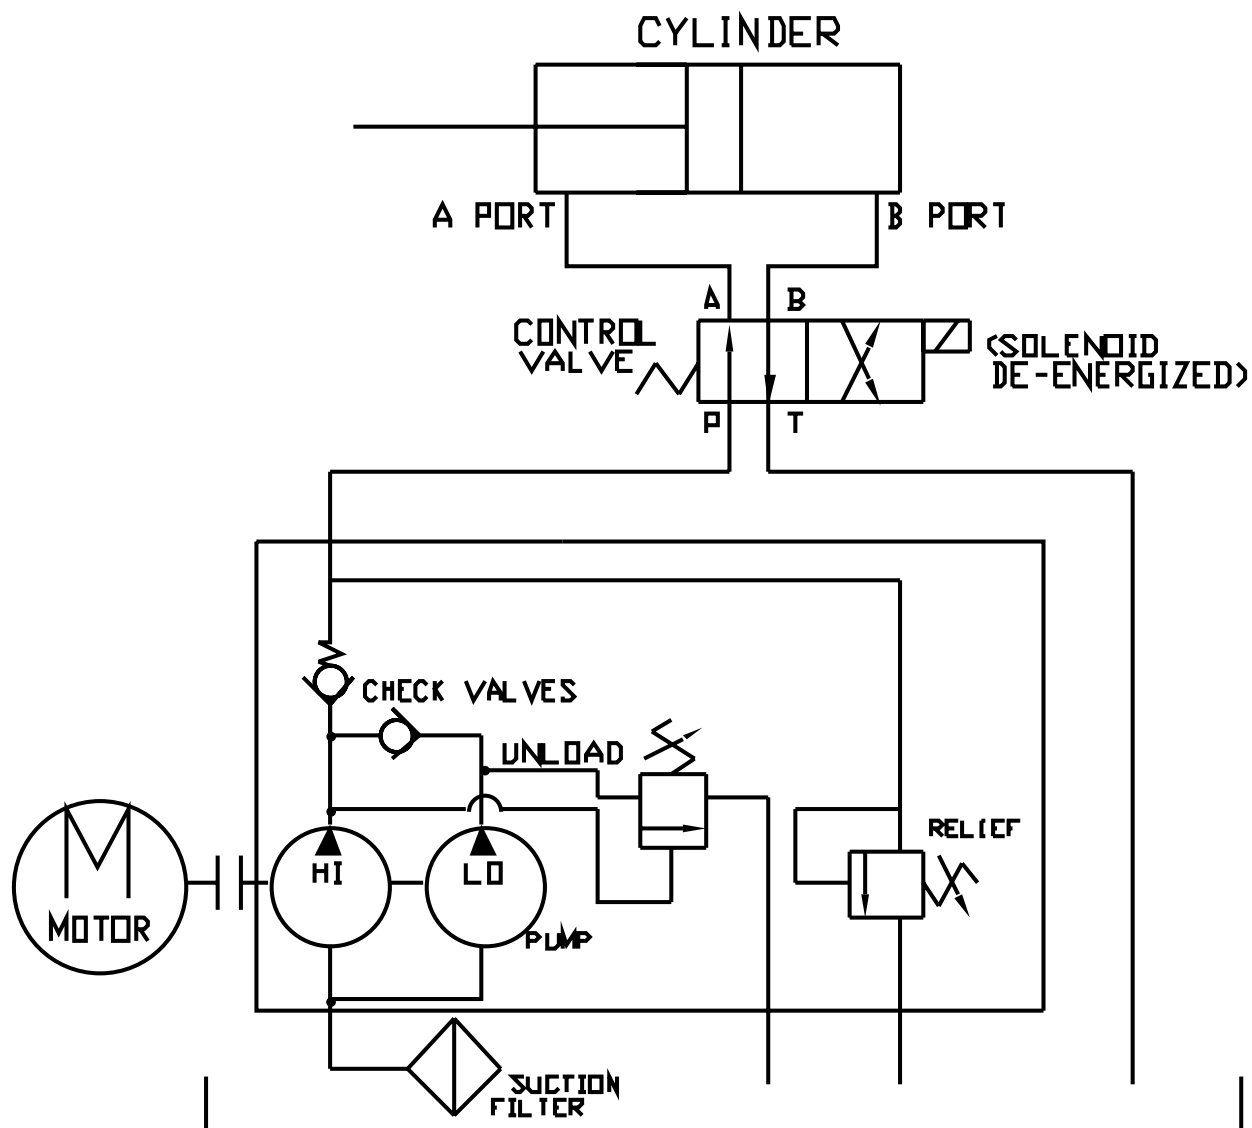 CYLINDER
A PORT
B PORT
A
B
CONTROL
VALVE
<SOLENOID
DE-ENERGIZED>
P
T
CHECK VALVES
UNLOAD
RELIEF
HI
LO
M
MOTOR
PUMP
SUCTION
FILTER